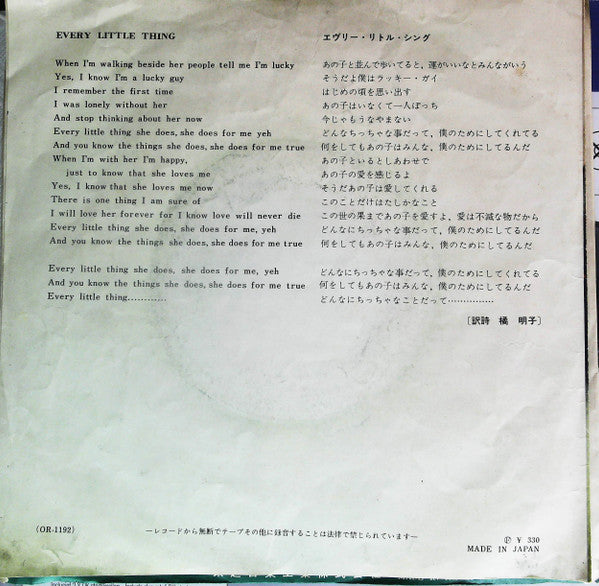 EVERY LITTLE THING
When I'm walking beside her people tell me I'm lucky
Yes, I know I'm a lucky guy
I remember the first time
I was lonely without her
And stop thinking about her now
Every little thing she does, she does for me yeh
And you know the things she does, she does for me true
When I'm with her I'm happy,
just to know that she loves me
Yes, I know that she loves me now
There is one thing I am sure of
I will love her forever for I know love will never die
Every little thing she does, she does for me, yeh
And you know the things she does, she does for me true
Every little thing she does, she does for me, yeh
And you know the things she does, she does for me true
Every little thing…………
エヴリー・リトル・シング
あの子と並んで歩いてると, 運がいいなとみんながいう
そうだよ僕はラッキー・ガイ
はじめの頃を思い出す
あの子はいなくて一人ぼっち
今じゃもうなやまない
どんなちっちゃな事だって, 僕のためにしてくれてる
何をしてもあの子はみんな, 僕のためにしてるんだ
あの子といるとしあわせで
あの子の愛を感じるよ
そうだあの子は愛してくれる
このことだけはたしかなこと
この世の果まであの子を愛すよ, 愛は不滅な物だから
どんなにちっちゃな事だって, 僕のためにしてるんだ
何をしてもあの子はみんな, 僕のためにしてるんだ
どんなにちっちゃな事だって, 僕のためにしてくれてる
何をしてもあの子はみんな, 僕のためにしてるんだ
どんなにちっちゃなことだって……………
〔訳詩 橘 明子〕
(OR-1192)
―レコードから無断でテープその他に録音することは法律で禁じられています―
Ⓟ ¥ 330
MADE IN JAPAN